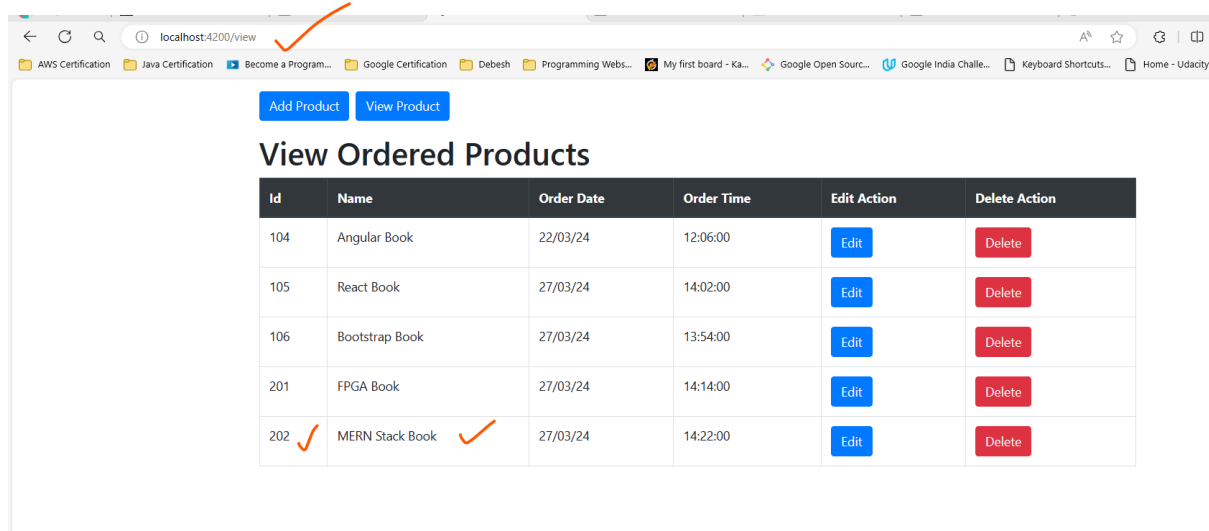 localhost:4200/view
AWS Certification Java Certification Become a Program... Google Certification Debesh Programming Webs... My first board - Ka... Google Open Sourc... Google India Challe... Keyboard Shortcuts... Home - Udacity
Add Product View Product
View Ordered Products
Id Name Order Date Order Time Edit Action Delete Action
104 Angular Book 22/03/24 12:06:00 Edit Delete
105 React Book 27/03/24 14:02:00 Edit Delete
106 Bootstrap Book 27/03/24 13:54:00 Edit Delete
201 FPGA Book 27/03/24 14:14:00 Edit Delete
202 MERN Stack Book 27/03/24 14:22:00 Edit Delete